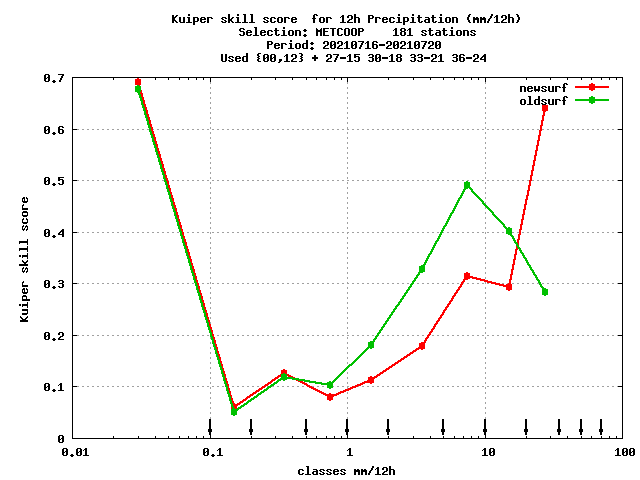 Kuiper skill score  for 12h Precipitation (mm/12h)
Selection: METCOOP    181 stations
Period: 20210716-20210720
Used {00,12} + 27-15 30-18 33-21 36-24
newsurf
oldsurf
0.7
0.6
0.5
0.4
0.3
0.2
0.1
0
Kuiper skill score
0.01
0.1
1
10
100
classes mm/12h